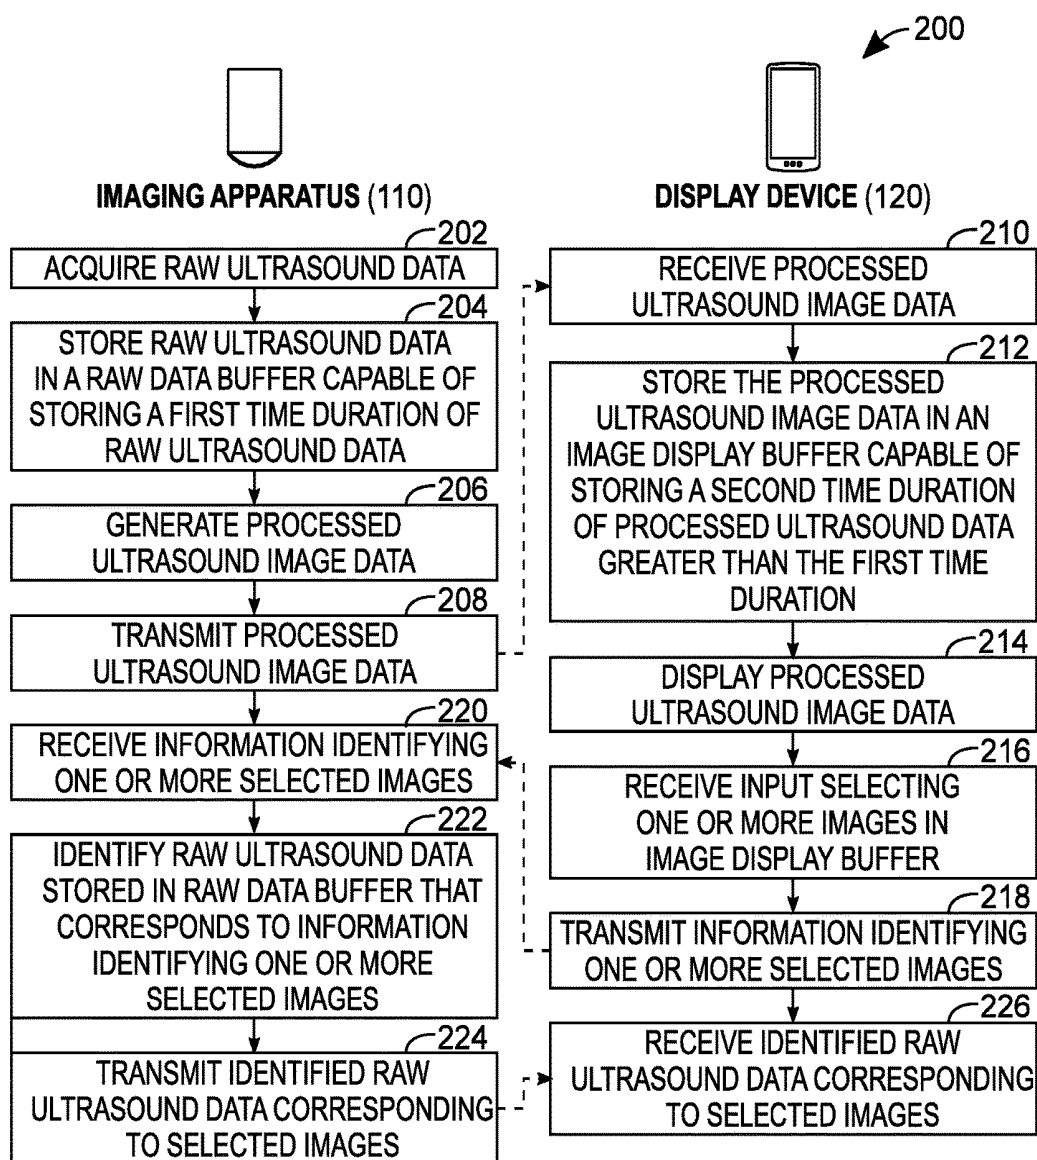 200
IMAGING APPARATUS (110)
202
ACQUIRE RAW ULTRASOUND DATA
204
STORE RAW ULTRASOUND DATA
IN A RAW DATA BUFFER CAPABLE OF
STORING A FIRST TIME DURATION OF
RAW ULTRASOUND DATA
206
GENERATE PROCESSED
ULTRASOUND IMAGE DATA
208
TRANSMIT PROCESSED
ULTRASOUND IMAGE DATA
220
RECEIVE INFORMATION IDENTIFYING
ONE OR MORE SELECTED IMAGES
222
IDENTIFY RAW ULTRASOUND DATA
STORED IN RAW DATA BUFFER THAT
CORRESPONDS TO INFORMATION
IDENTIFYING ONE OR MORE
SELECTED IMAGES
224
TRANSMIT IDENTIFIED RAW
ULTRASOUND DATA CORRESPONDING
TO SELECTED IMAGES
DISPLAY DEVICE (120)
210
RECEIVE PROCESSED
ULTRASOUND IMAGE DATA
212
STORE THE PROCESSED
ULTRASOUND IMAGE DATA IN AN
IMAGE DISPLAY BUFFER CAPABLE OF
STORING A SECOND TIME DURATION
OF PROCESSED ULTRASOUND DATA
GREATER THAN THE FIRST TIME
DURATION
214
DISPLAY PROCESSED
ULTRASOUND IMAGE DATA
216
RECEIVE INPUT SELECTING
ONE OR MORE IMAGES IN
IMAGE DISPLAY BUFFER
218
TRANSMIT INFORMATION IDENTIFYING
ONE OR MORE SELECTED IMAGES
226
RECEIVE IDENTIFIED RAW
ULTRASOUND DATA CORRESPONDING
TO SELECTED IMAGES